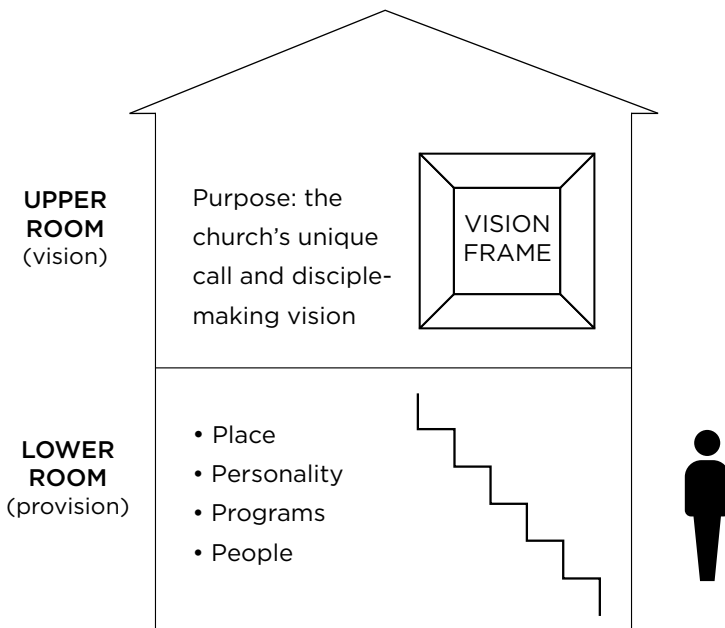 UPPER
ROOM
(vision)
Purpose: the
church’s unique
call and disciple-
making vision
VISION
FRAME
LOWER
ROOM
(provision)
• Place
• Personality
• Programs
• People